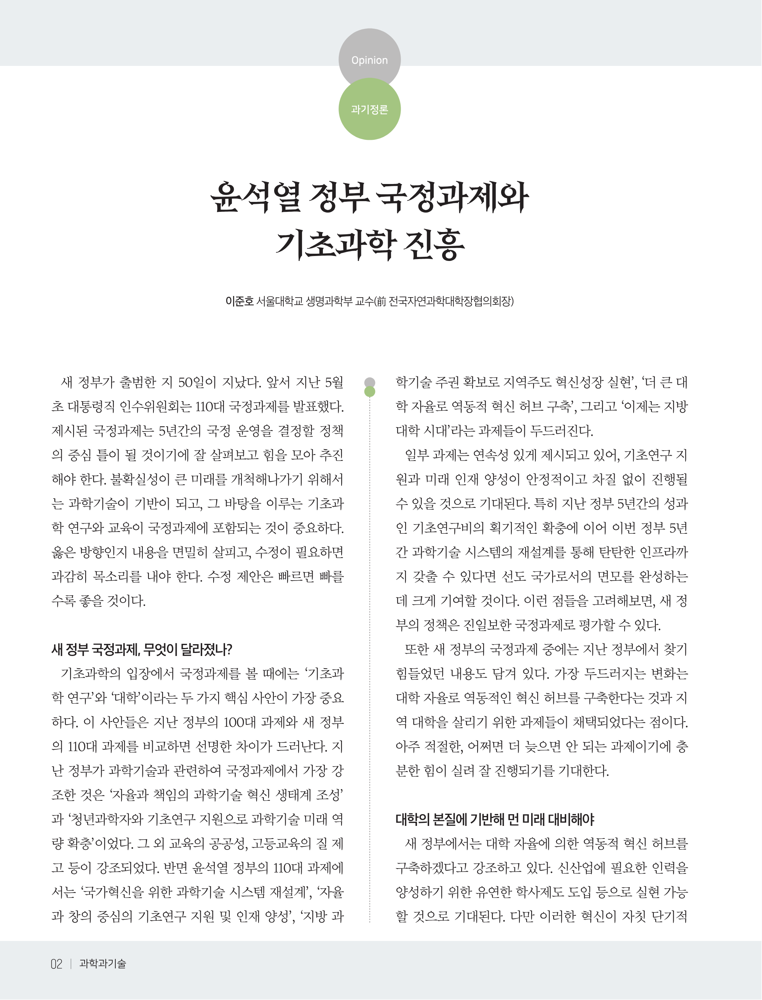 Opinion
과기정론
윤석열 정부 국정과제와
기초과학 진흥
이준호 서울대학교 생명과학부 교수(前 전국자연과학대학장협의회장)
새 정부가 출범한 지 50일이 지났다. 앞서 지난 5월
초 대통령직 인수위원회는 110대 국정과제를 발표했다.
제시된 국정과제는 5년간의 국정 운영을 결정할 정책
의 중심 틀이 될 것이기에 잘 살펴보고 힘을 모아 추진
해야 한다. 불확실성이 큰 미래를 개척해나가기 위해서
는 과학기술이 기반이 되고, 그 바탕을 이루는 기초과
학 연구와 교육이 국정과제에 포함되는 것이 중요하다.
옳은 방향인지 내용을 면밀히 살피고, 수정이 필요하면
과감히 목소리를 내야 한다. 수정 제안은 빠르면 빠를
수록 좋을 것이다.
새 정부 국정과제, 무엇이 달라졌나?
기초과학의 입장에서 국정과제를 볼 때에는 ‘기초과
학 연구’와 ‘대학’이라는 두 가지 핵심 사안이 가장 중요
하다. 이 사안들은 지난 정부의 100대 과제와 새 정부
의 110대 과제를 비교하면 선명한 차이가 드러난다. 지
난 정부가 과학기술과 관련하여 국정과제에서 가장 강
조한 것은 ‘자율과 책임의 과학기술 혁신 생태계 조성’
과 ‘청년과학자와 기초연구 지원으로 과학기술 미래 역
량 확충’이었다. 그 외 교육의 공공성, 고등교육의 질 제
고 등이 강조되었다. 반면 윤석열 정부의 110대 과제에
서는 ‘국가혁신을 위한 과학기술 시스템 재설계’, ‘자율
과 창의 중심의 기초연구 지원 및 인재 양성’, ‘지방 과
학기술 주권 확보로 지역주도 혁신성장 실현’, ‘더 큰 대
학 자율로 역동적 혁신 허브 구축’, 그리고 ‘이제는 지방
대학 시대’라는 과제들이 두드러진다.
일부 과제는 연속성 있게 제시되고 있어, 기초연구 지
원과 미래 인재 양성이 안정적이고 차질 없이 진행될
수 있을 것으로 기대된다. 특히 지난 정부 5년간의 성과
인 기초연구비의 획기적인 확충에 이어 이번 정부 5년
간 과학기술 시스템의 재설계를 통해 탄탄한 인프라까
지 갖출 수 있다면 선도 국가로서의 면모를 완성하는
데 크게 기여할 것이다. 이런 점들을 고려해보면, 새 정
부의 정책은 진일보한 국정과제로 평가할 수 있다.
또한 새 정부의 국정과제 중에는 지난 정부에서 찾기
힘들었던 내용도 담겨 있다. 가장 두드러지는 변화는
대학 자율로 역동적인 혁신 허브를 구축한다는 것과 지
역 대학을 살리기 위한 과제들이 채택되었다는 점이다.
아주 적절한, 어쩌면 더 늦으면 안 되는 과제이기에 충
분한 힘이 실려 잘 진행되기를 기대한다.
대학의 본질에 기반해 먼 미래 대비해야
새 정부에서는 대학 자율에 의한 역동적 혁신 허브를
구축하겠다고 강조하고 있다. 신산업에 필요한 인력을
양성하기 위한 유연한 학사제도 도입 등으로 실현 가능
할 것으로 기대된다. 다만 이러한 혁신이 자칫 단기적
02 | 과학과기술